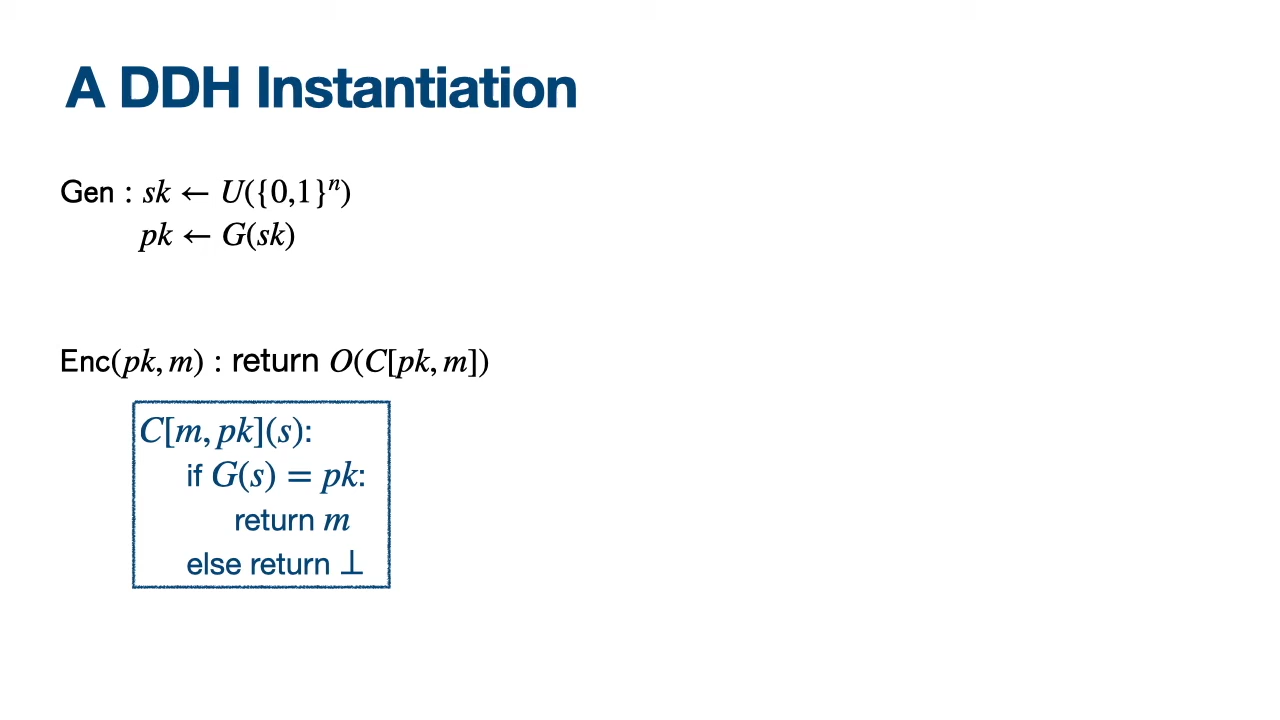 A DDH Instantiation
Gen : sk ← U({0,1}ⁿ)
pk ← G(sk)
Enc(pk, m) : return O(C[pk, m])
C[m, pk](s):
if G(s) = pk:
return m
else return ⊥